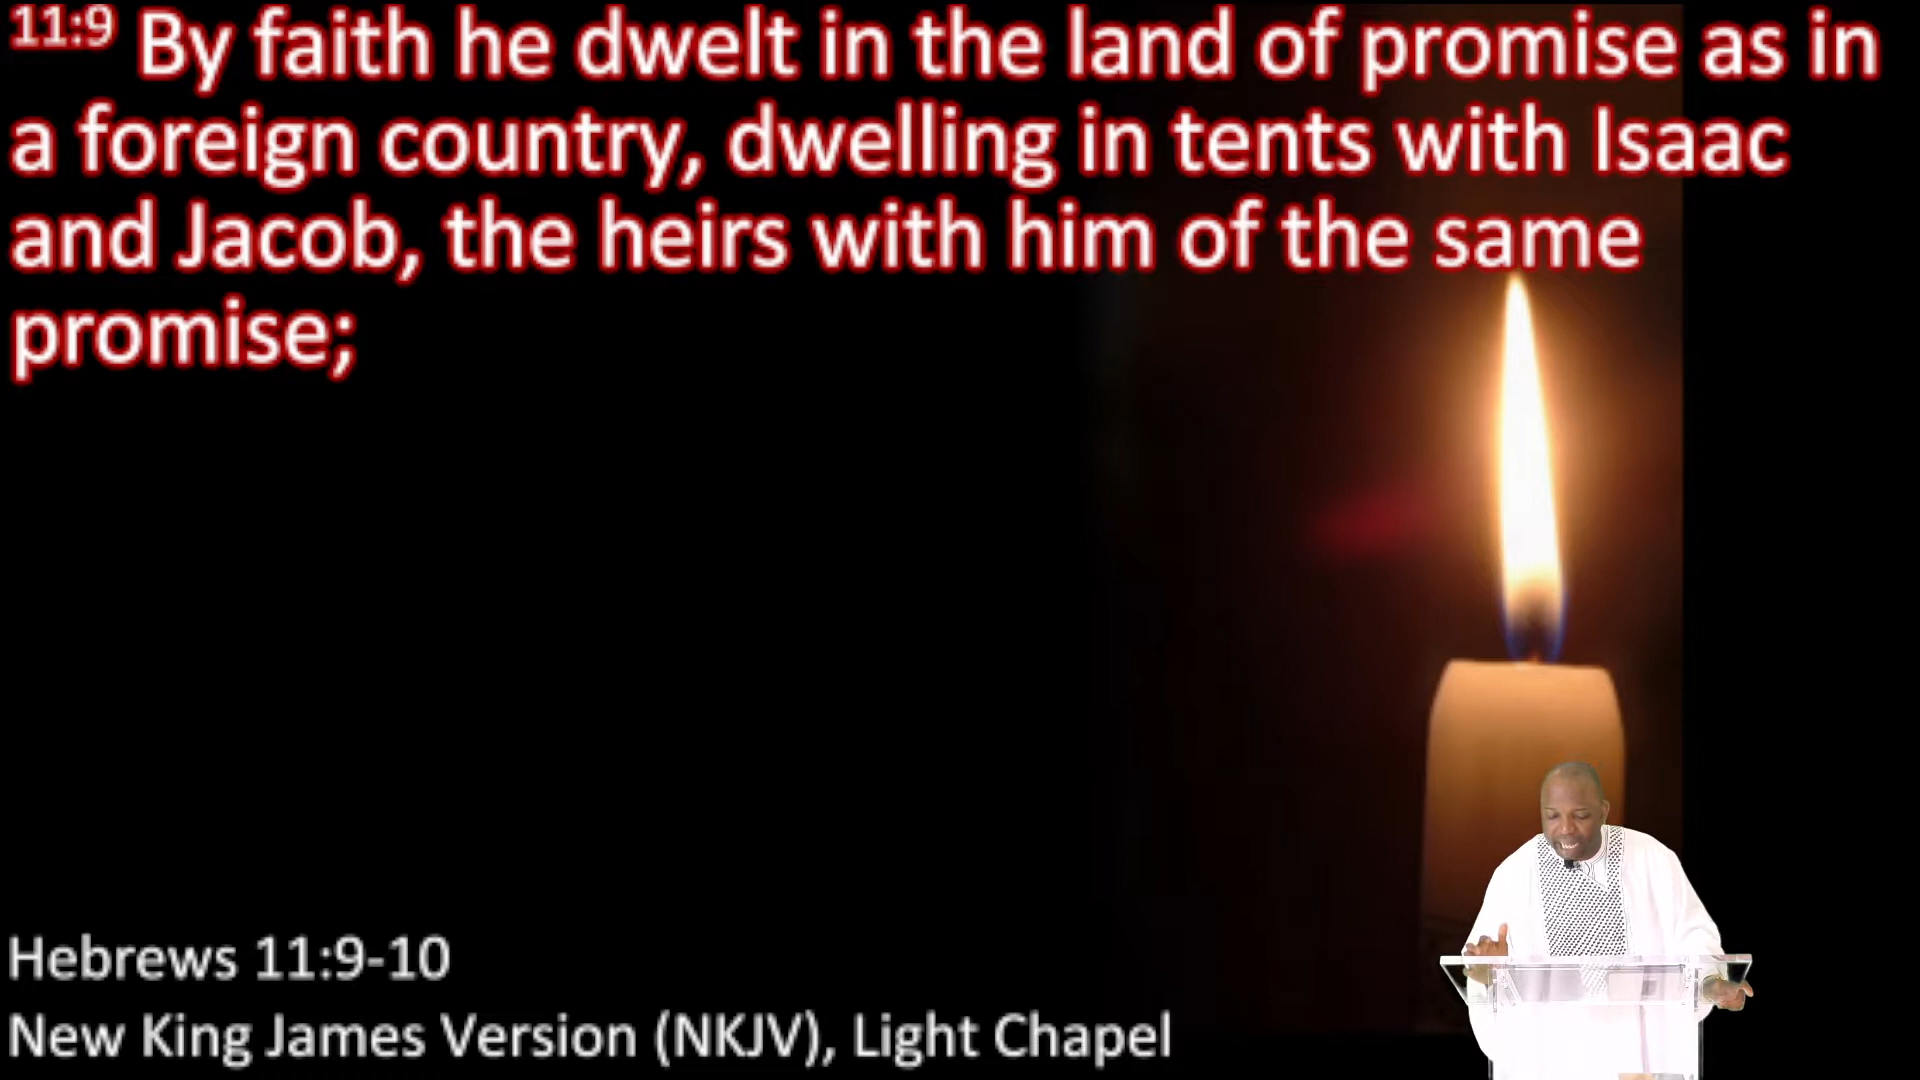 11:9 By faith he dwelt in the land of promise as in
a foreign country, dwelling in tents with Isaac
and Jacob, the heirs with him of the same
promise;
Hebrews 11:9-10
New King James Version (NKJV), Light Chapel